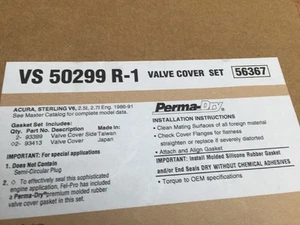 VS 50299 R-1 VALVE COVER SET 56367
ACURA, STERLING V6, 2.5l, 2.7l Eng. 1986-91
See Master Catalog for complete model data.
Gasket Set Includes:
Qty. Part No. Description
2- 93399 Valve Cover Side Taiwan
02- 93413 Valve Cover Japan
IMPORTANT: For special applications
1. Does Not Contain
Semi-Circular Plug
2. To effectively seal this sophisticated
engine application, Fel-Pro has included
a Perma-Dry® premium molded rubber
valve cover gasket in this set.
Perma-Dry®
INSTALLATION INSTRUCTIONS
• Clean Mating Surfaces of all foreign material
• Check Cover Flanges for flatness
straighten or replace if severely distorted
• Attach and Align Gasket
IMPORTANT: Install Molded Silicone Rubber Gasket
and/or End Seals DRY WITHOUT CHEMICAL ADHESIVES
• Torque to OEM specifications